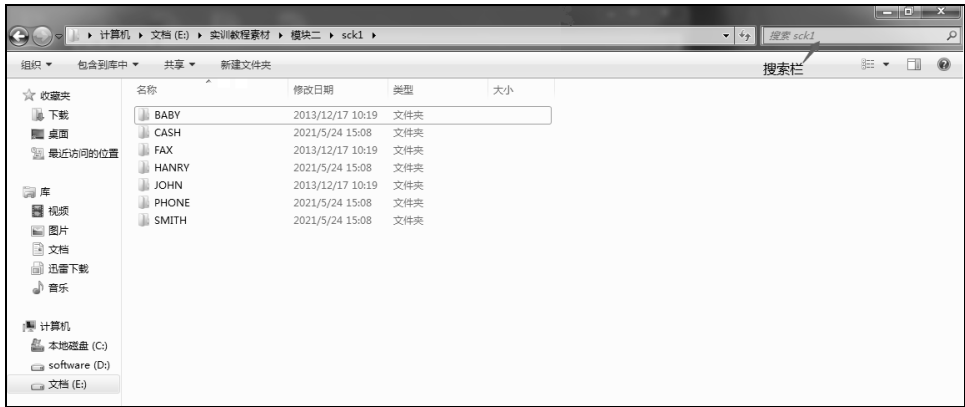 计算机 ▸ 文档 (E:) ▸ 实训教程素材 ▸ 模块二 ▸ sck1 ▸ 搜索 sck1
组织 ▾ 包含到库中 ▾ 共享 ▾ 新建文件夹 搜索栏
名称 修改日期 类型 大小
收藏夹
下载
桌面
最近访问的位置
库
视频
图片
文档
迅雷下载
音乐
计算机
本地磁盘 (C:)
software (D:)
文档 (E:)
BABY 2013/12/17 10:19 文件夹
CASH 2021/5/24 15:08 文件夹
FAX 2013/12/17 10:19 文件夹
HANRY 2021/5/24 15:08 文件夹
JOHN 2013/12/17 10:19 文件夹
PHONE 2021/5/24 15:08 文件夹
SMITH 2021/5/24 15:08 文件夹